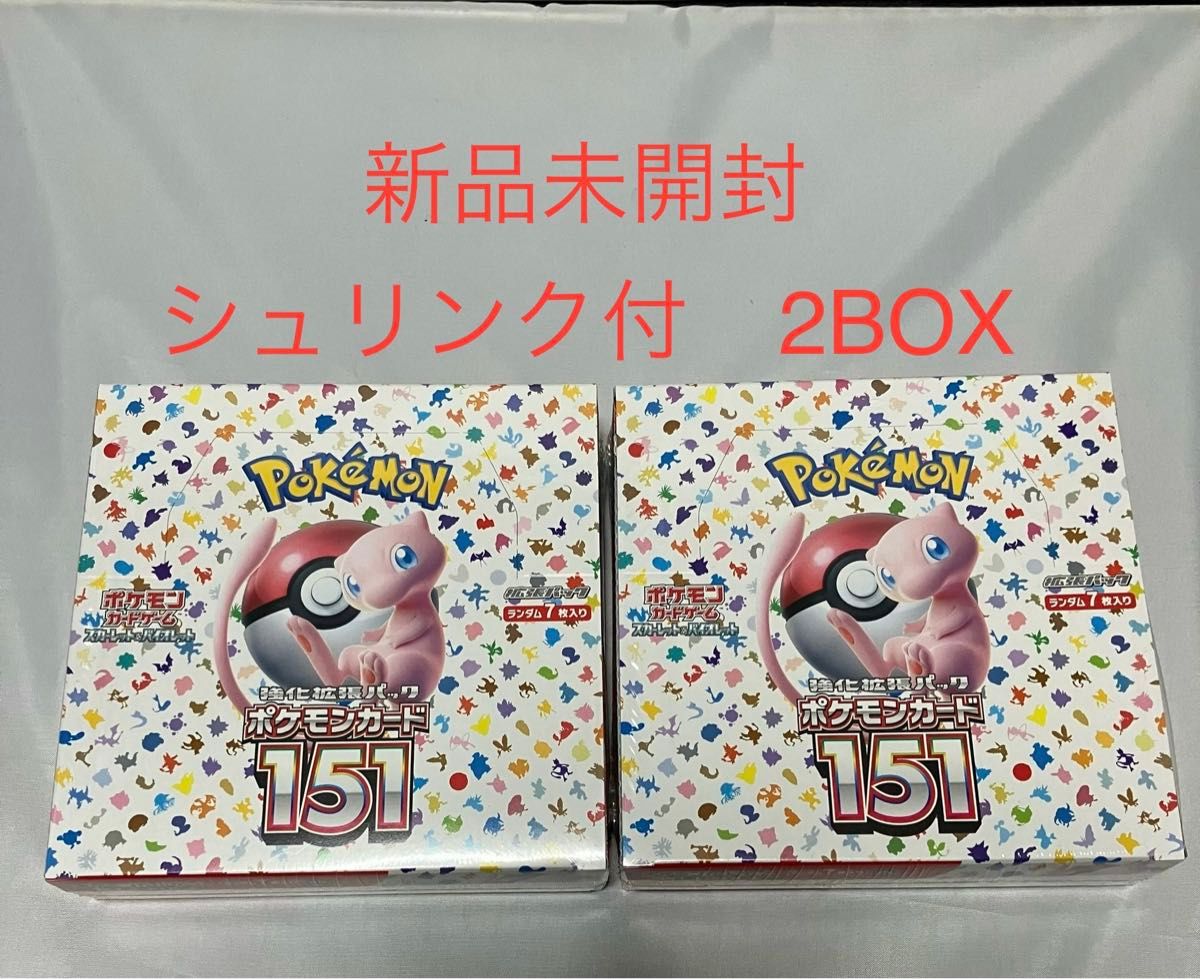 新品未開封
シュリンク付 2BOX
POKÉMON
ポケモン
カードゲーム
スカーレット&バイオレット
拡張パック
ランダム7枚入り
強化拡張パック
ポケモンカード
151
POKÉMON
ポケモン
カードゲーム
スカーレット&バイオレット
拡張パック
ランダム7枚入り
強化拡張パック
ポケモンカード
151